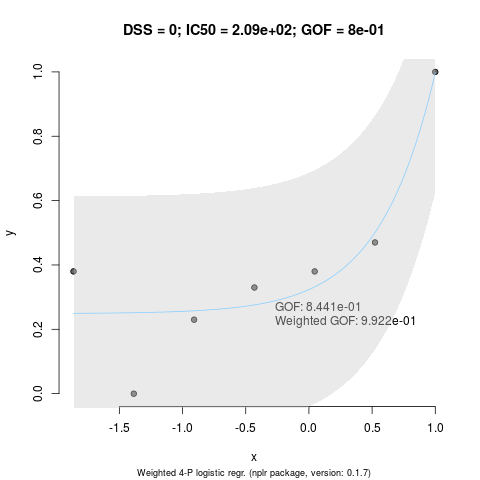 DSS = 0; IC50 = 2.09e+02; GOF = 8e-01
1.0
0.8
0.6
0.4
0.2
0.0
y
GOF: 8.441e-01
Weighted GOF: 9.922e-01
-1.5 -1.0 -0.5 0.0 0.5 1.0
x
Weighted 4-P logistic regr. (nplr package, version: 0.1.7)